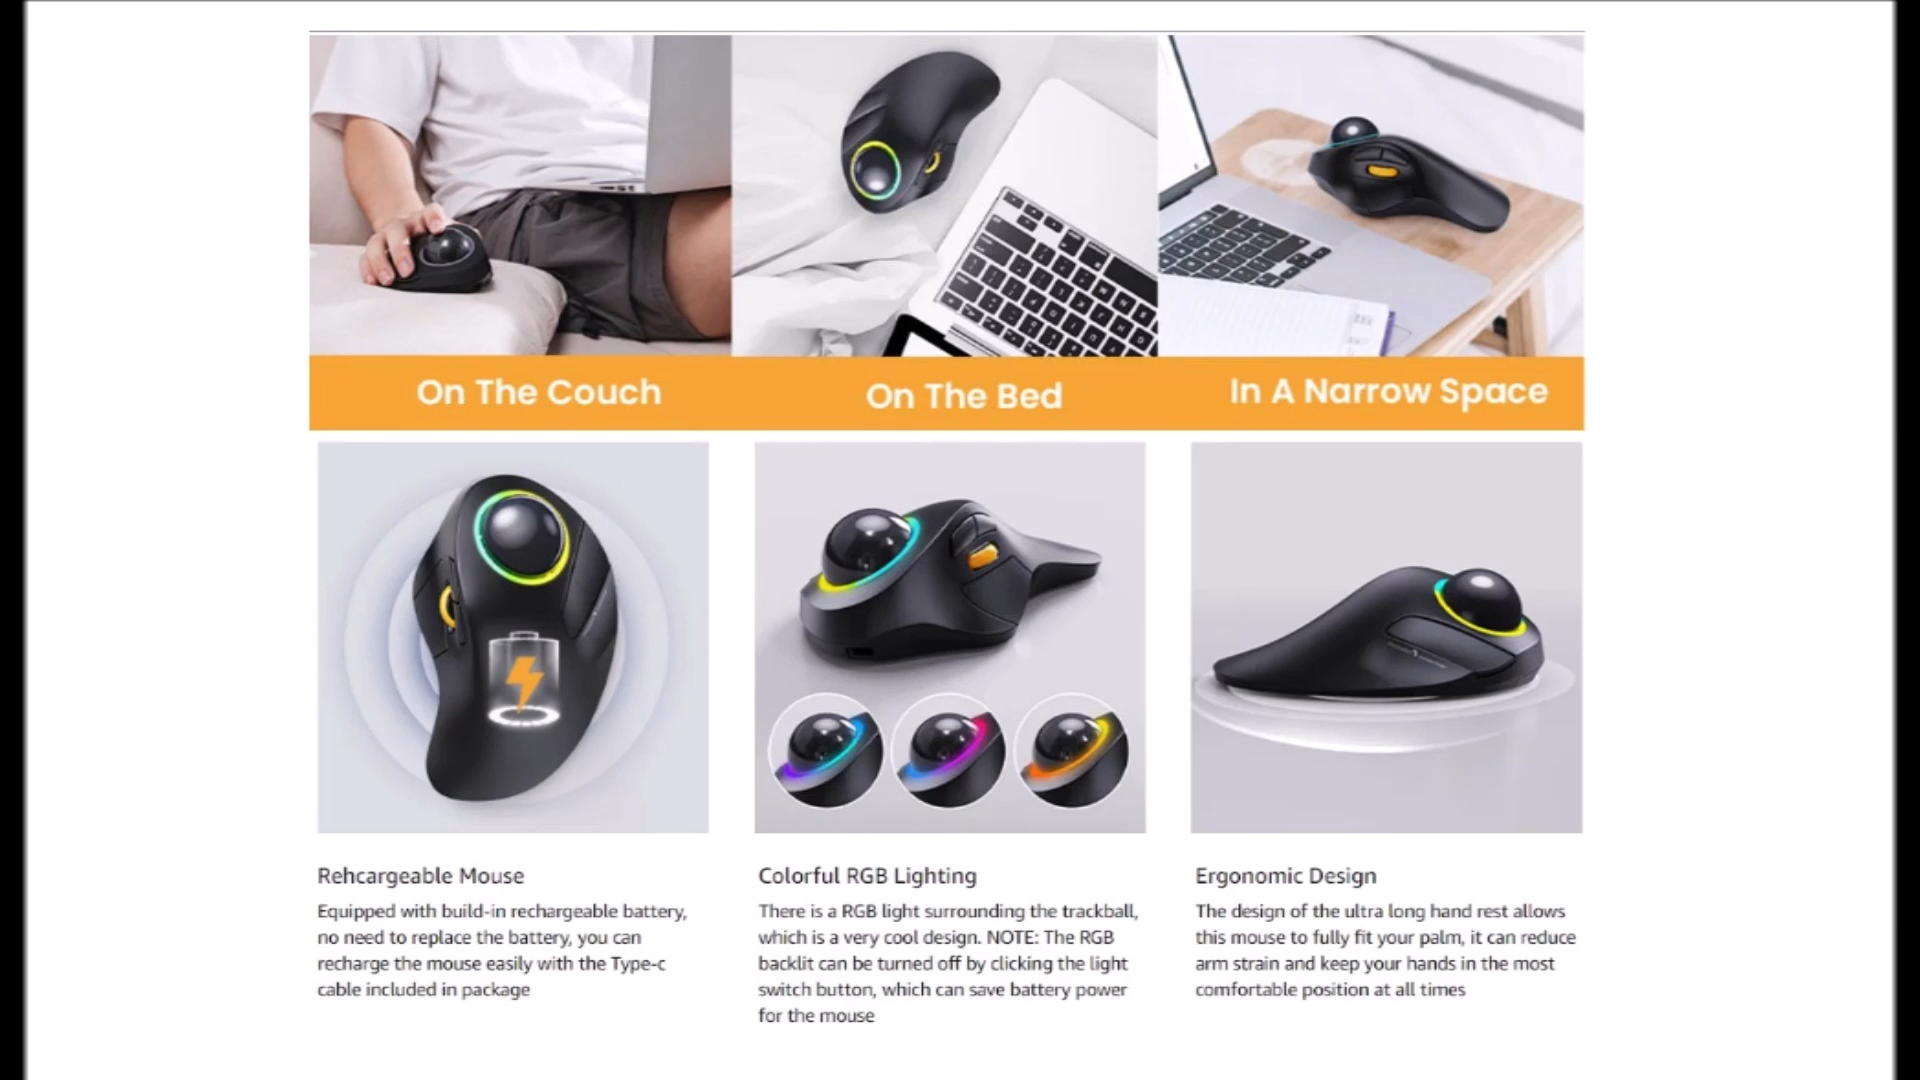 On The Couch
On The Bed
In A Narrow Space
Rehcargeable Mouse
Equipped with build-in rechargeable battery,
no need to replace the battery, you can
recharge the mouse easily with the Type-c
cable included in package
Colorful RGB Lighting
There is a RGB light surrounding the trackball,
which is a very cool design. NOTE: The RGB
backlit can be turned off by clicking the light
switch button, which can save battery power
for the mouse
Ergonomic Design
The design of the ultra long hand rest allows
this mouse to fully fit your palm, it can reduce
arm strain and keep your hands in the most
comfortable position at all times